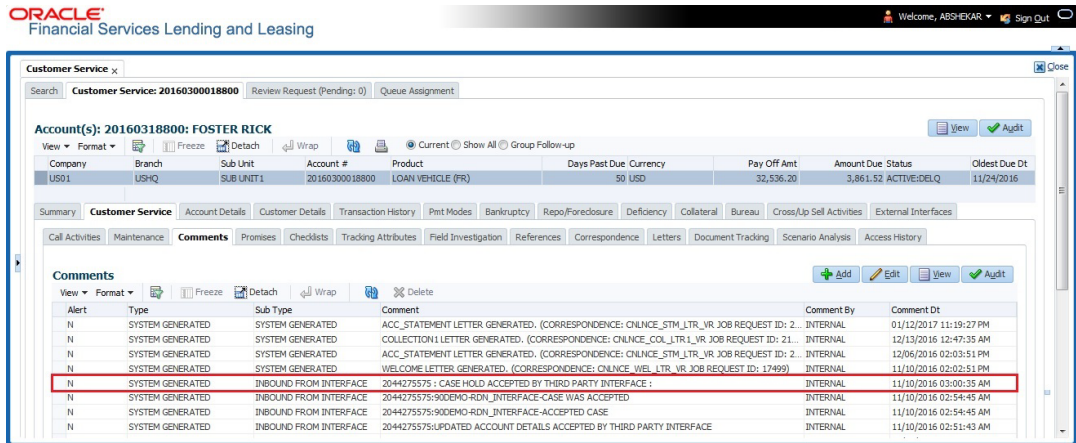 ORACLE
Financial Services Lending and Leasing
Welcome, ABSHEKAR Sign Out
Customer Service x Close
Search Customer Service: 20160300018800 Review Request (Pending: 0) Queue Assignment
Account(s): 20160318800: FOSTER RICK View Audit
View Format Freeze Detach Wrap Current Show All Group Follow-up
Company Branch Sub Unit Account # Product Days Past Due Currency Pay Off Amt Amount Due Status Oldest Due Dt
US01 USHQ SUB UNIT1 20160300018800 LOAN VEHICLE (FR) 50 USD 32,536.20 3,861.52 ACTIVE:DELQ 11/24/2016
Summary Customer Service Account Details Customer Details Transaction History Pmt Modes Bankruptcy Repo/Foreclosure Deficiency Collateral Bureau Cross/Up Sell Activities External Interfaces
Call Activities Maintenance Comments Promises Checklists Tracking Attributes Field Investigation References Correspondence Letters Document Tracking Scenario Analysis Access History
Comments Add Edit View Audit
View Format Freeze Detach Wrap Delete
Alert Type Sub Type Comment Comment By Comment Dt
N SYSTEM GENERATED SYSTEM GENERATED ACC_STATEMENT LETTER GENERATED. (CORRESPONDENCE: CNLNCE_STM_LTR_VR JOB REQUEST ID: 2... INTERNAL 01/12/2017 11:19:27 PM
N SYSTEM GENERATED SYSTEM GENERATED COLLECTION1 LETTER GENERATED. (CORRESPONDENCE: CNLNCE_COL_LTR1_VR JOB REQUEST ID: 21... INTERNAL 12/13/2016 12:47:35 AM
N SYSTEM GENERATED SYSTEM GENERATED ACC_STATEMENT LETTER GENERATED. (CORRESPONDENCE: CNLNCE_STM_LTR_VR JOB REQUEST ID: 2... INTERNAL 12/06/2016 02:03:51 PM
N SYSTEM GENERATED SYSTEM GENERATED WELCOME LETTER GENERATED. (CORRESPONDENCE: CNLNCE_WEL_LTR_VR JOB REQUEST ID: 17499) INTERNAL 11/10/2016 02:02:51 PM
N SYSTEM GENERATED INBOUND FROM INTERFACE 2044275575 : CASE HOLD ACCEPTED BY THIRD PARTY INTERFACE : INTERNAL 11/10/2016 03:00:35 AM
N SYSTEM GENERATED INBOUND FROM INTERFACE 2044275575:90DEMO-RDN_INTERFACE-CASE WAS ACCEPTED INTERNAL 11/10/2016 02:54:45 AM
N SYSTEM GENERATED INBOUND FROM INTERFACE 2044275575:90DEMO-RDN_INTERFACE-ACCEPTED CASE INTERNAL 11/10/2016 02:54:45 AM
N SYSTEM GENERATED INBOUND FROM INTERFACE 2044275575:UPDATED ACCOUNT DETAILS ACCEPTED BY THIRD PARTY INTERFACE INTERNAL 11/10/2016 02:51:43 AM